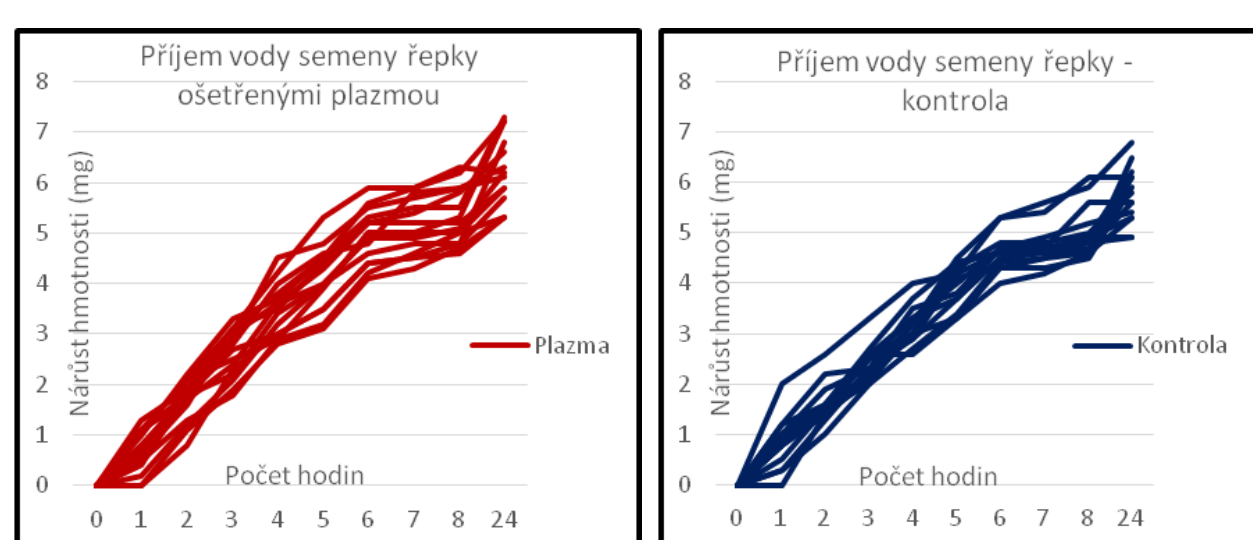 Příjem vody semeny řepky
ošetřenými plazmou
8
7
6
5
4
3
2
1
0
Nárůst hmotnosti (mg)
Plazma
Počet hodin
0 1 2 3 4 5 6 7 8 24
Příjem vody semeny řepky -
kontrola
8
7
6
5
4
3
2
1
0
Nárůst hmotnosti (mg)
Kontrola
Počet hodin
0 1 2 3 4 5 6 7 8 24